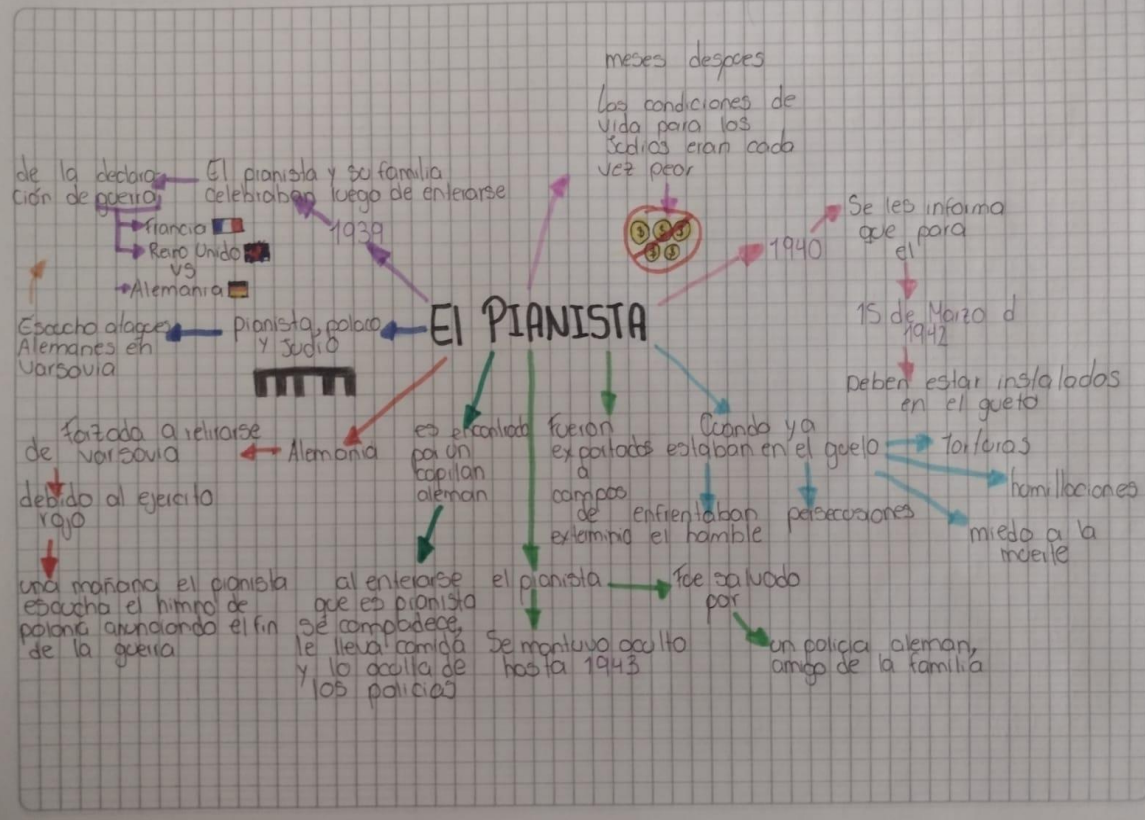 meses despues
Las condiciones de
vida para los
Judios eran cada
vez peor
de la declara
ción de guerra
El pianista y su familia
celebraban luego de enterarse
Francia
Reino Unido
vs
Alemania
1939
1940
Se les informa
que para
el
15 de Marzo d
1942
Deben estar instalados
en el gueto
El PIANISTA
pianista, polaco
y Judio
Escucho ataques
Alemanes en
Varsovia
Alemania
forzada a retirarse
de varsovia
debido al ejercito
rojo
una mañana el pianista
escucha el himno de
polonia anunciando el fin
de la guerra
es encontrado
por un
capitan
aleman
al enterarse
que es pianista
se compadece,
le lleva comida
y lo oculta de
los policias
fueron
exportados
a
campos
de
exterminio
el pianista
Se mantuvo oculto
hasta 1943
fue salvado
por
un policia aleman,
amigo de la familia
Cuando ya
estaban en el gueto
enfrentaban
el hambre
persecuciones
torturas
humillaciones
miedo a la
muerte